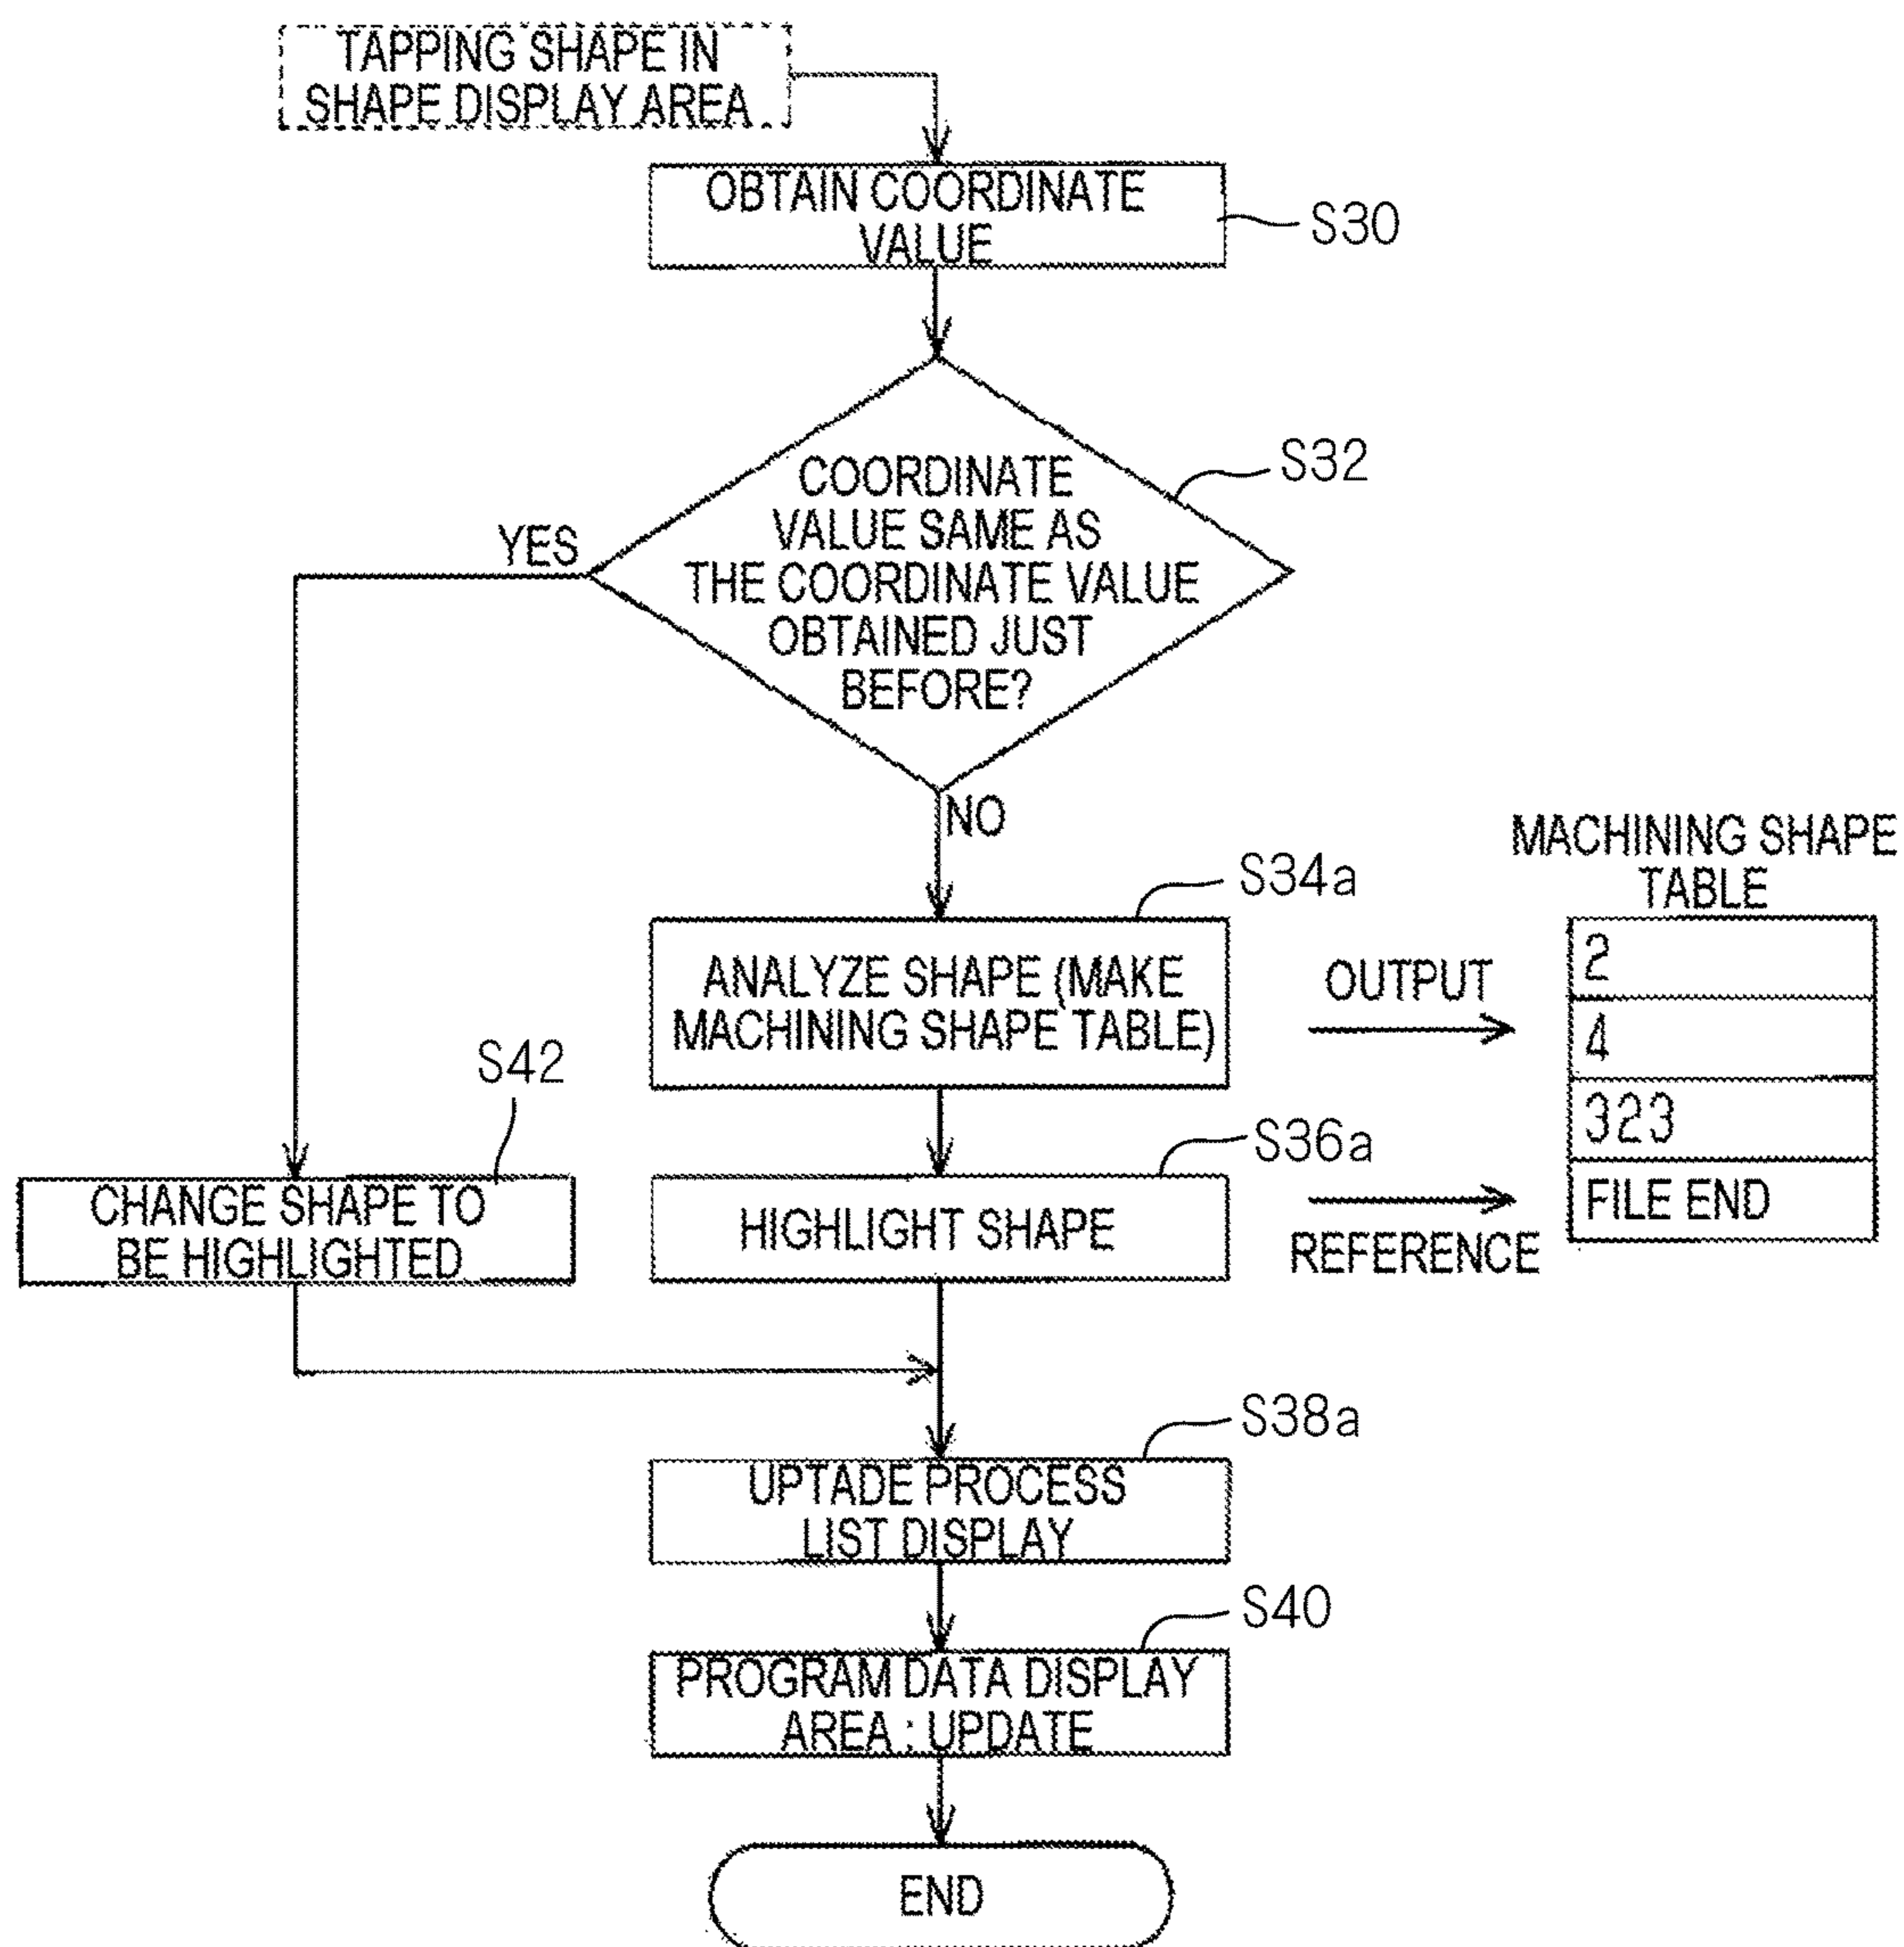 TAPPING SHAPE IN
SHAPE DISPLAY AREA
OBTAIN COORDINATE
VALUE
S30
COORDINATE
VALUE SAME AS
THE COORDINATE VALUE
OBTAINED JUST
BEFORE?
S32
YES
NO
S34a
ANALYZE SHAPE (MAKE
MACHINING SHAPE TABLE)
OUTPUT
MACHINING SHAPE
TABLE
2
4
323
FILE END
S42
CHANGE SHAPE TO
BE HIGHLIGHTED
S36a
HIGHLIGHT SHAPE
REFERENCE
S38a
UPTADE PROCESS
LIST DISPLAY
S40
PROGRAM DATA DISPLAY
AREA : UPDATE
END